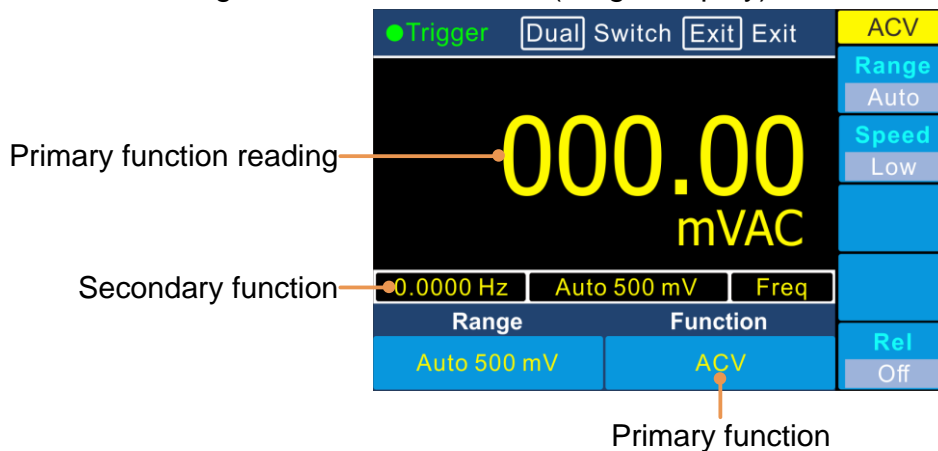 Trigger Dual Switch Exit Exit ACV
Range
Auto
Speed
Low
Primary function reading
000.00
mVAC
Secondary function
0.0000 Hz Auto 500 mV Freq
Range Function
Auto 500 mV ACV
Rel
Off
Primary function